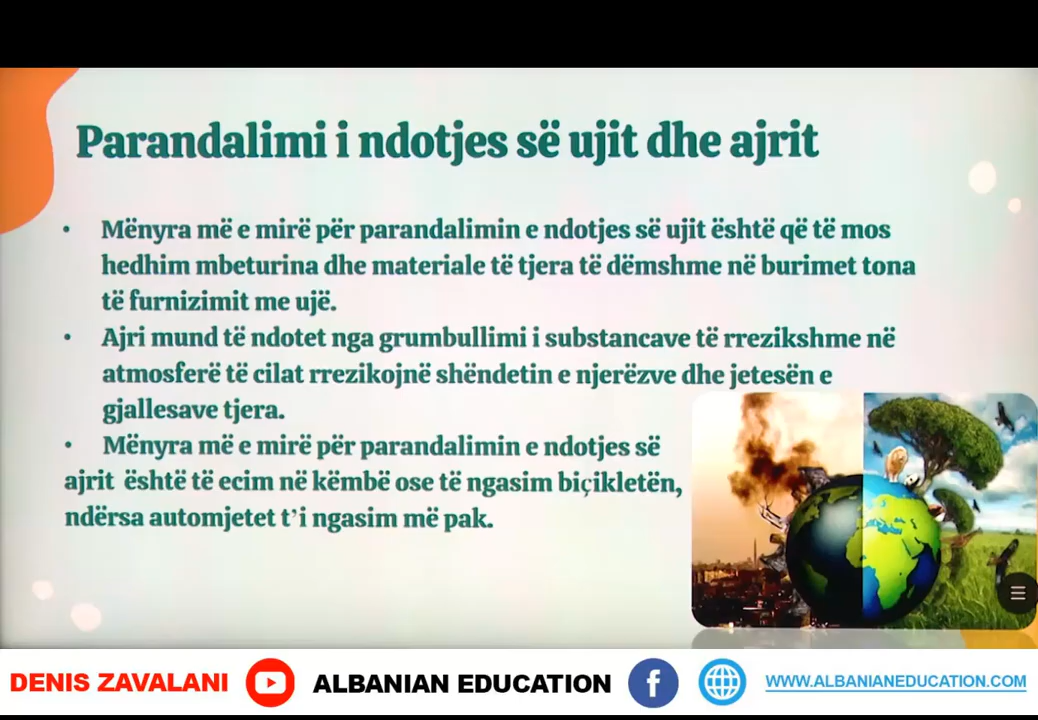 Parandalimi i ndotjes së ujit dhe ajrit
• Mënyra më e mirë për parandalimin e ndotjes së ujit është që të mos
hedhim mbeturina dhe materiale të tjera të dëmshme në burimet tona
të furnizimit me ujë.
• Ajri mund të ndotet nga grumbullimi i substancave të rrezikshme në
atmosferë të cilat rrezikojnë shëndetin e njerëzve dhe jetesën e
gjallesave tjera.
• Mënyra më e mirë për parandalimin e ndotjes së
ajrit është të ecim në këmbë ose të ngasim biçikletën,
ndërsa automjetet t’i ngasim më pak.
DENIS ZAVALANI ALBANIAN EDUCATION f WWW.ALBANIANEDUCATION.COM